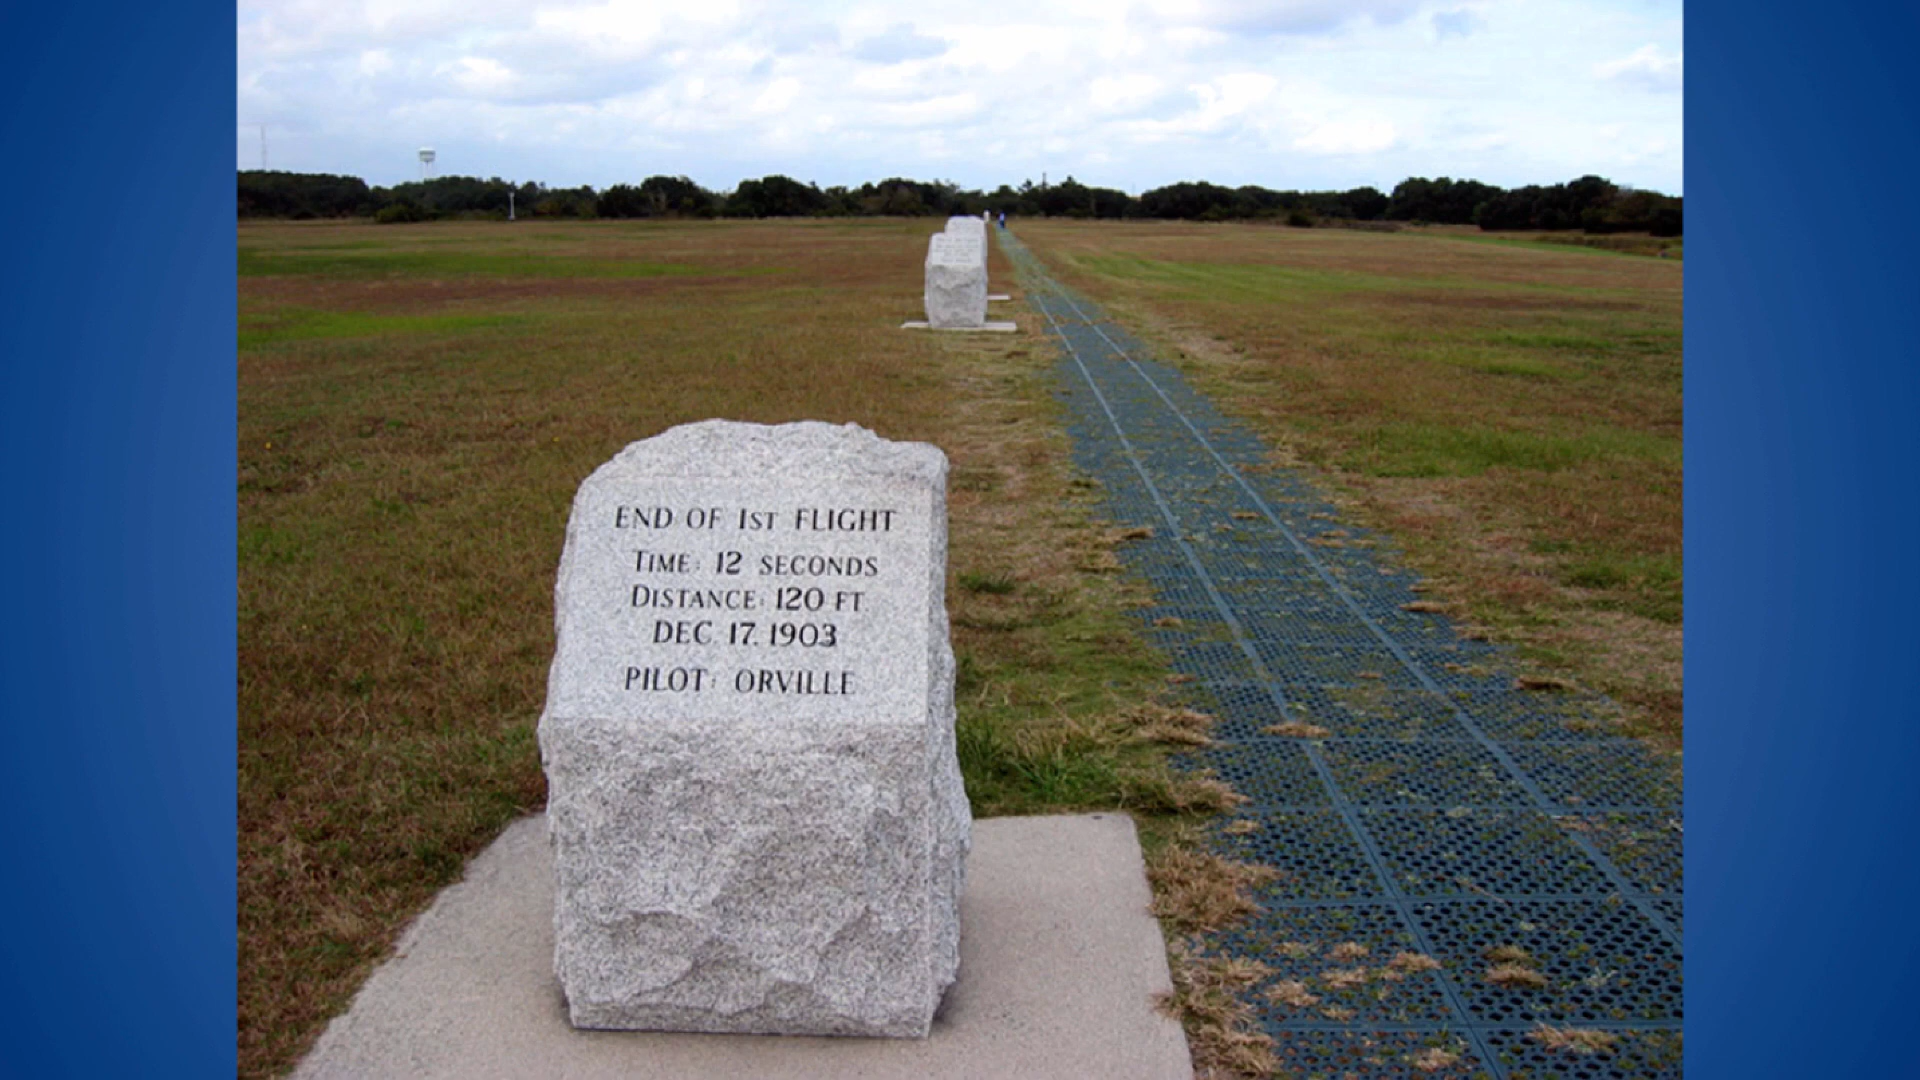 END OF 1ST FLIGHT
TIME: 12 SECONDS
DISTANCE: 120 FT.
DEC. 17, 1903
PILOT: ORVILLE